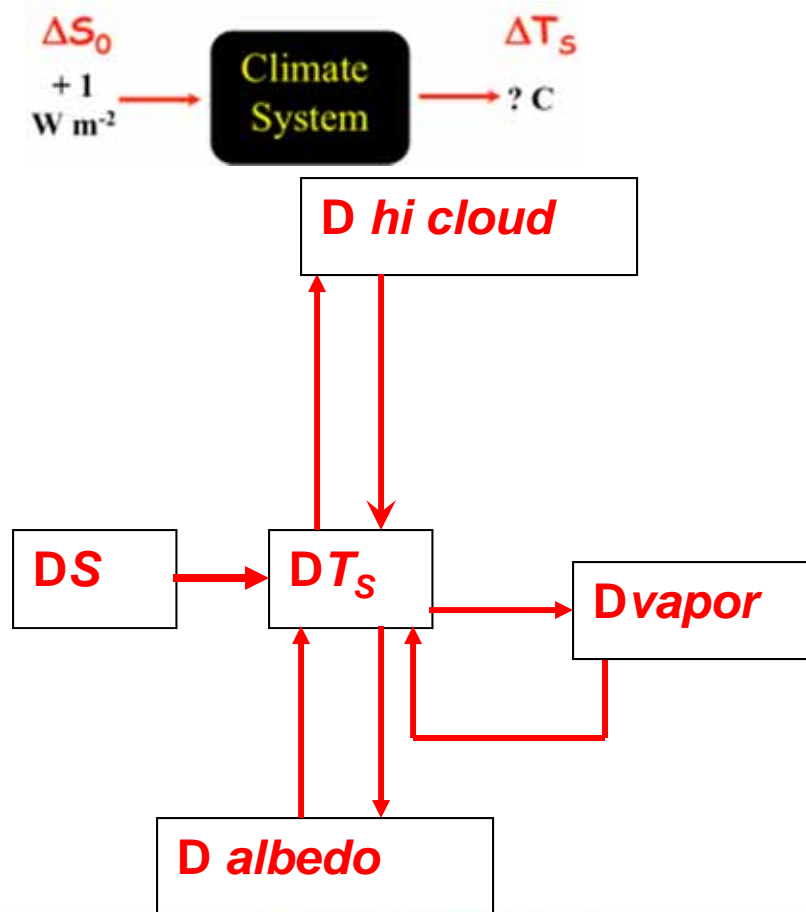 ΔS₀
+ 1
W m⁻²
Climate
System
ΔTₛ
? C
D hi cloud
DS
DTₛ
Dvapor
D albedo